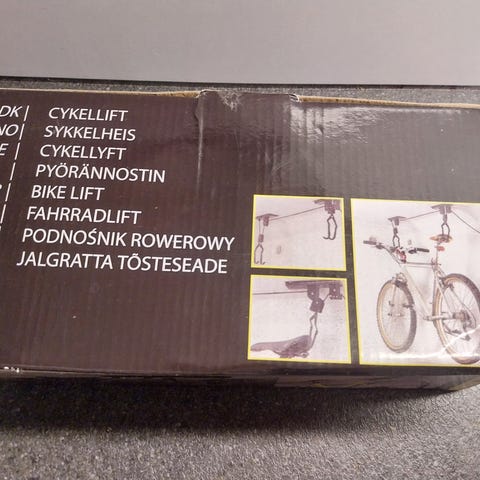 DK| CYKELLIFT
NO| SYKKELHEIS
E | CYKELLYFT
| PYÖRÄNNOSTIN
| BIKE LIFT
| FAHRRADLIFT
PODNOŚNIK ROWEROWY
JALGRATTA TÕSTESEADE